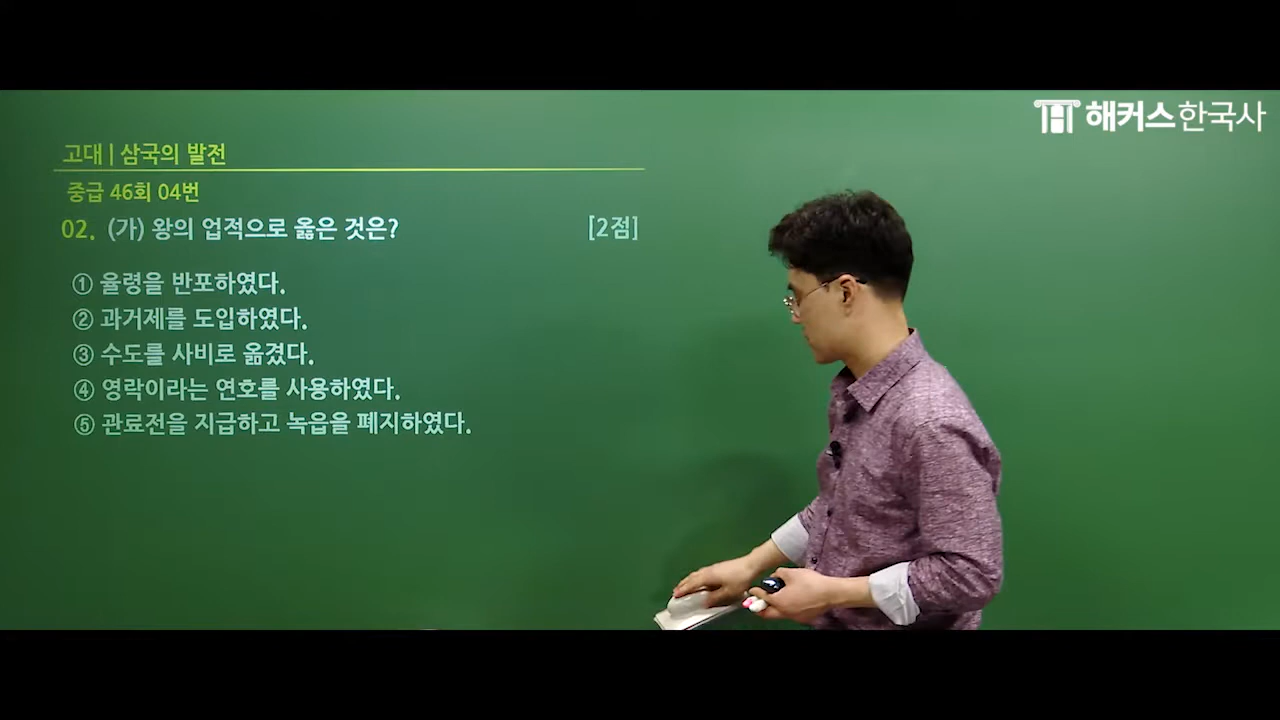 해커스한국사
고대 | 삼국의 발전
중급 46회 04번
02. (가) 왕의 업적으로 옳은 것은? [2점]
① 율령을 반포하였다.
② 과거제를 도입하였다.
③ 수도를 사비로 옮겼다.
④ 영락이라는 연호를 사용하였다.
⑤ 관료전을 지급하고 녹읍을 폐지하였다.